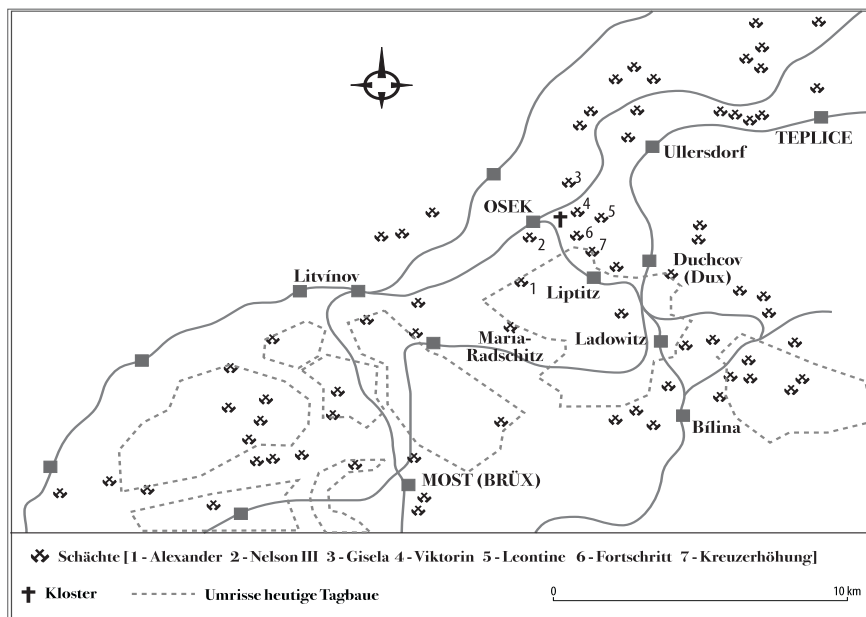 TEPLICE
Ullersdorf
3
OSEK
4
5
2
6
7
Duchcov
(Dux)
Litvínov
1
Liptitz
Maria-
Radschitz
Ladowitz
Bílina
MOST (BRÜX)
Schächte [1 - Alexander 2 - Nelson III 3 - Gisela 4 - Viktorin 5 - Leontine 6 - Fortschritt 7 - Kreuzerhöhung]
Kloster
Umrisse heutige Tagbaue
0
10 km